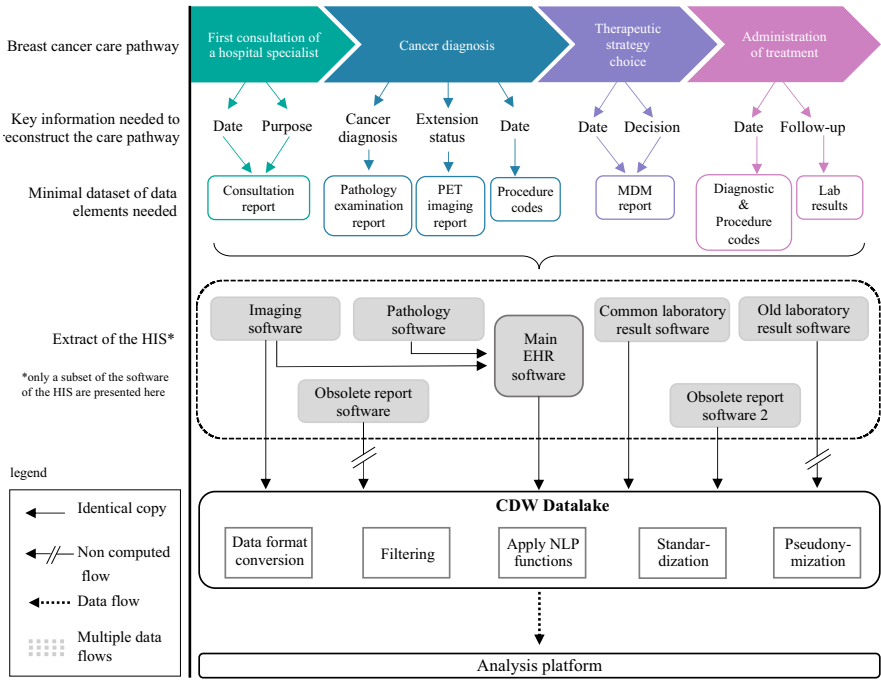 Breast cancer care pathway
First consultation of
a hospital specialist
Cancer diagnosis
Therapeutic
strategy
choice
Administration
of treatment
Key information needed to
reconstruct the care pathway
Date
Purpose
Cancer
diagnosis
Extension
status
Date
Date
Decision
Date
Follow-up
Minimal dataset of data
elements needed
Consultation
report
Pathology
examination
report
PET
imaging
report
Procedure
codes
MDM
report
Diagnostic
&
Procedure
codes
Lab
results
Extract of the HIS*
*only a subset of the software
of the HIS are presented here
Imaging
software
Pathology
software
Main
EHR
software
Common laboratory
result software
Old laboratory
result software
Obsolete report
software
Obsolete report
software 2
legend
Identical copy
Non computed
flow
Data flow
Multiple data
flows
CDW Datalake
Data format
conversion
Filtering
Apply NLP
functions
Standar-
dization
Pseudony-
mization
Analysis platform